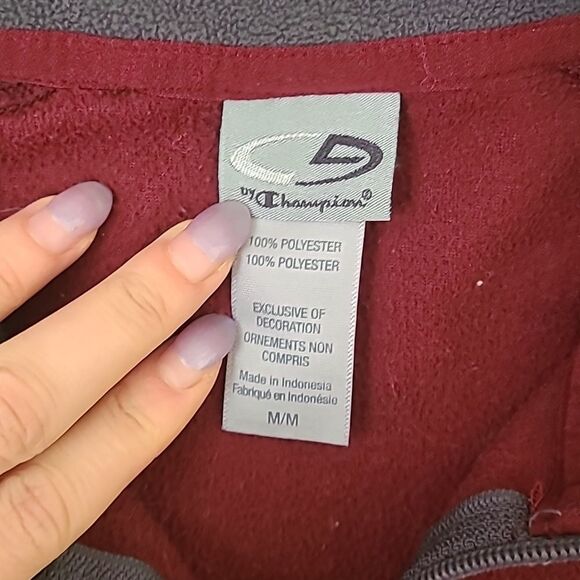 by Champion®
100% POLYESTER
100% POLYESTER
EXCLUSIVE OF
DECORATION
ORNEMENTS NON
COMPRIS
Made in Indonesia
Fabriqué en Indonésie
M/M